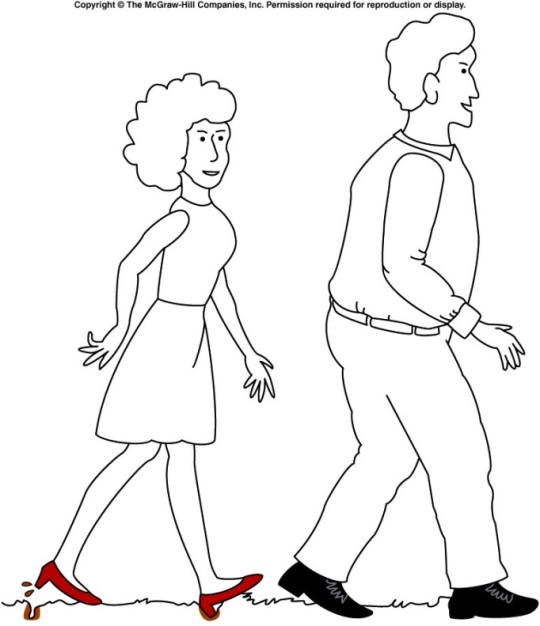 Copyright © The McGraw-Hill Companies, Inc. Permission required for reproduction or display.